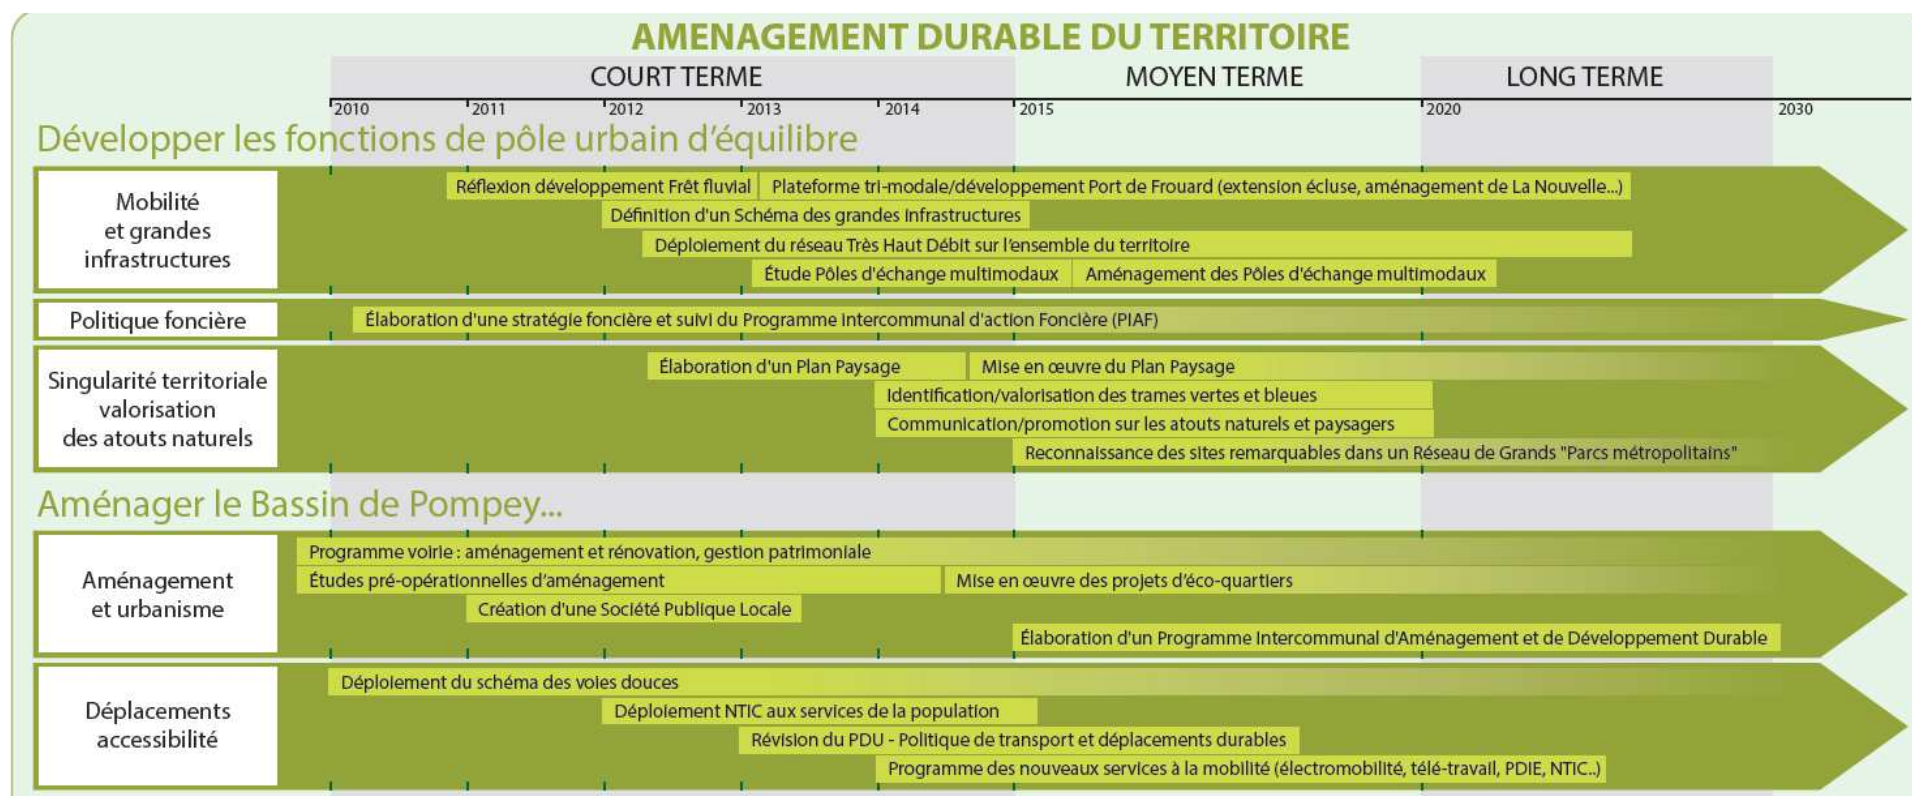 AMENAGEMENT DURABLE DU TERRITOIRE
COURT TERME MOYEN TERME LONG TERME
2010 2011 2012 2013 2014 2015 2020 2030
Développer les fonctions de pôle urbain d'équilibre
Mobilité
et grandes
infrastructures
Réflexion développement Frêt fluvial Plateforme tri-modale/développement Port de Frouard (extension écluse, aménagement de La Nouvelle...)
Définition d'un Schéma des grandes infrastructures
Déploiement du réseau Très Haut Débit sur l'ensemble du territoire
Étude Pôles d'échange multimodaux Aménagement des Pôles d'échange multimodaux
Politique foncière
Élaboration d'une stratégie foncière et suivi du Programme Intercommunal d'action Foncière (PIAF)
Singularité territoriale
valorisation
des atouts naturels
Élaboration d'un Plan Paysage Mise en œuvre du Plan Paysage
Identification/valorisation des trames vertes et bleues
Communication/promotion sur les atouts naturels et paysagers
Reconnaissance des sites remarquables dans un Réseau de Grands "Parcs métropolitains"
Aménager le Bassin de Pompey...
Aménagement
et urbanisme
Programme voirie : aménagement et rénovation, gestion patrimoniale
Études pré-opérationnelles d'aménagement Mise en œuvre des projets d'éco-quartiers
Création d'une Société Publique Locale
Élaboration d'un Programme Intercommunal d'Aménagement et de Développement Durable
Déplacements
accessibilité
Déploiement du schéma des voies douces
Déploiement NTIC aux services de la population
Révision du PDU - Politique de transport et déplacements durables
Programme des nouveaux services à la mobilité (électromobilité, télé-travail, PDIE, NTIC..)